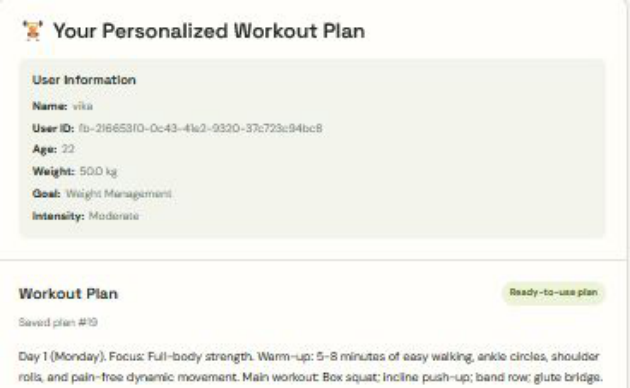 Your Personalized Workout Plan
User Information
Name: vika
User ID: fb-216653f0-0c43-41e2-9320-37c723c94bc8
Age: 22
Weight: 50.0 kg
Goal: Weight Management
Intensity: Moderate
Workout Plan
Ready-to-use plan
Saved plan #19
Day 1 (Monday). Focus: Full-body strength. Warm-up: 5-8 minutes of easy walking, ankle circles, shoulder
rolls, and pain-free dynamic movement. Main workout: Box squat; incline push-up; band row; glute bridge.